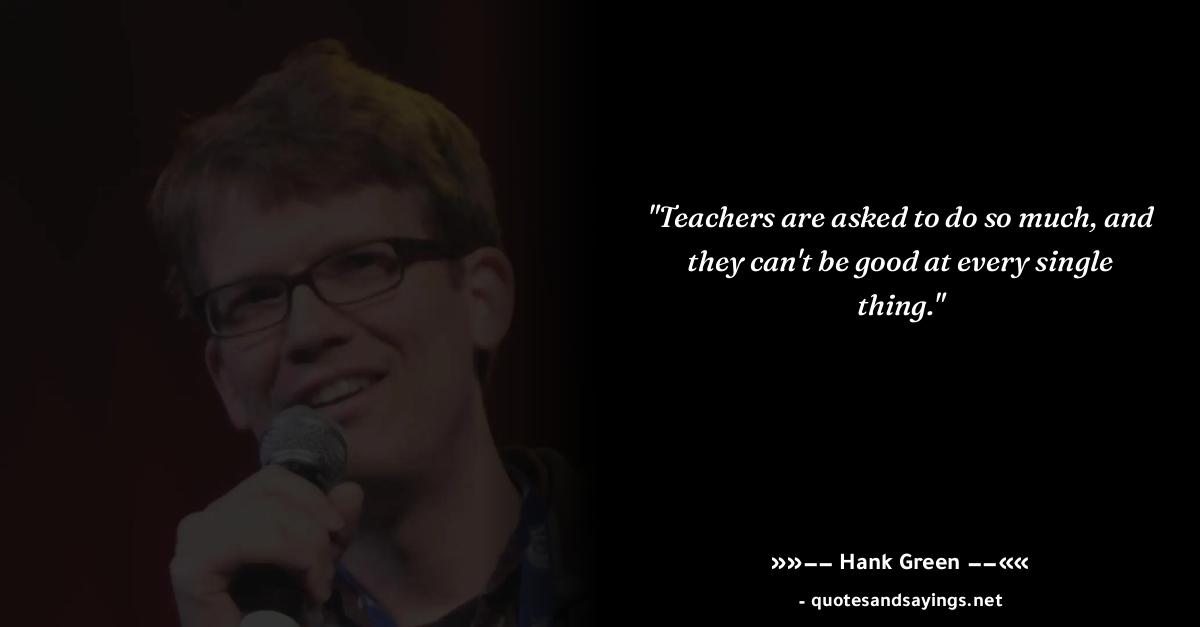 "Teachers are asked to do so much, and
they can't be good at every single
thing."
»»−− Hank Green −−««
- quotesandsayings.net